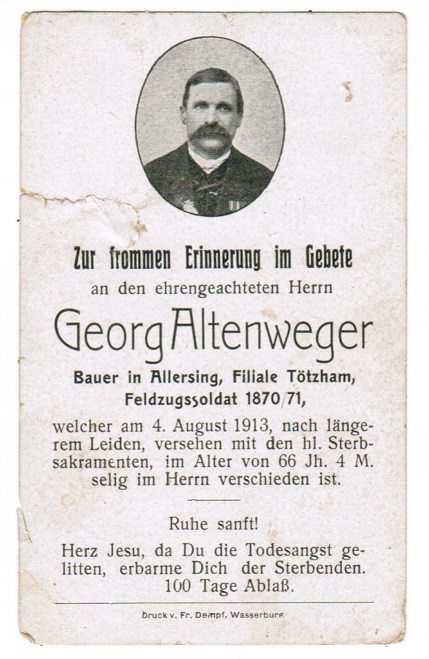 Zur frommen Erinnerung im Gebete
an den ehrengeachteten Herrn
Georg Altenweger
Bauer in Allersing, Filiale Tötzham,
Feldzugssoldat 1870/71,
welcher am 4. August 1913, nach länge-
rem Leiden, versehen mit den hl. Sterb-
sakramenten, im Alter von 66 Jh. 4 M.
selig im Herrn verschieden ist.
Ruhe sanft!
Herz Jesu, da Du die Todesangst ge-
litten, erbarme Dich der Sterbenden.
100 Tage Ablaß.
Druck v. Fr. Dempf, Wasserburg.